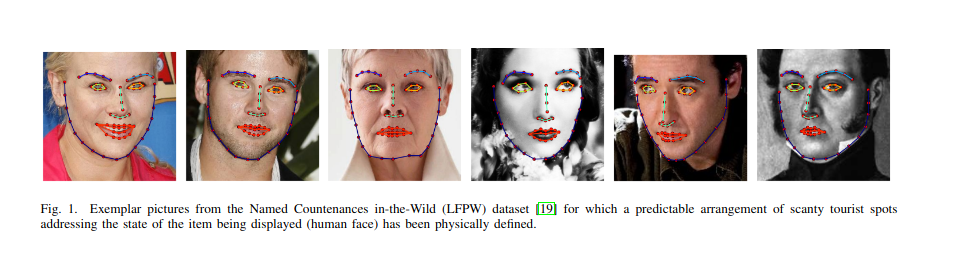 Fig. 1. Exemplar pictures from the Named Countenances in-the-Wild (LFPW) dataset [19] for which a predictable arrangement of scanty tourist spots
addressing the state of the item being displayed (human face) has been physically defined.